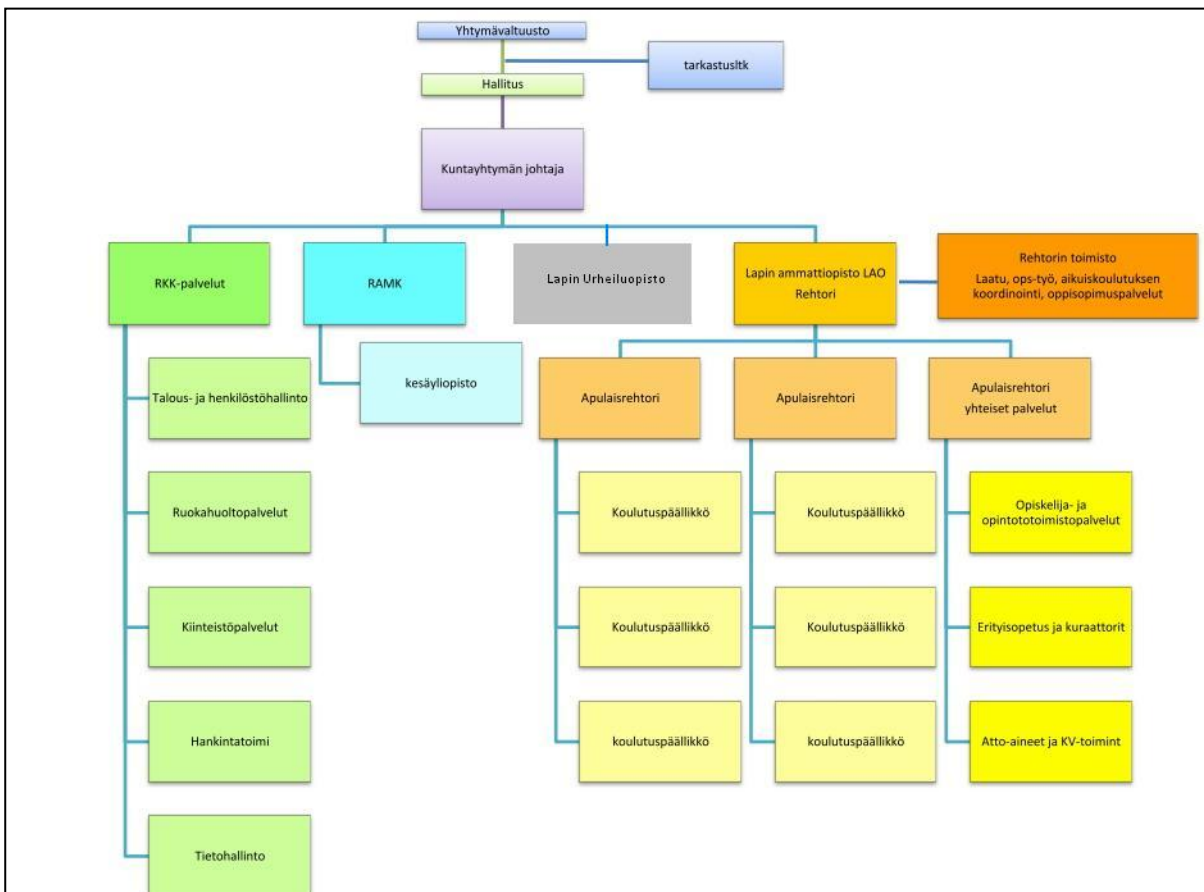 Yhtymävaltuusto
tarkastusltk
Hallitus
Kuntayhtymän johtaja
RKK-palvelut
RAMK
Lapin Urheiluopisto
Lapin ammattiopisto LAO
Rehtori
Rehtorin toimisto
Laatu, ops-työ, aikuiskoulutuksen
koordinointi, oppisopimuspalvelut
Talous- ja henkilöstöhallinto
Ruokahuoltopalvelut
Kiinteistöpalvelut
Hankintatoimi
Tietohallinto
kesäyliopisto
Apulaisrehtori
Koulutuspäällikkö
Koulutuspäällikkö
koulutuspäällikkö
Apulaisrehtori
Koulutuspäällikkö
Koulutuspäällikkö
koulutuspäällikkö
Apulaisrehtori
yhteiset palvelut
Opiskelija- ja
opintototoimistopalvelut
Erityisopetus ja kuraattorit
Atto-aineet ja KV-toimint